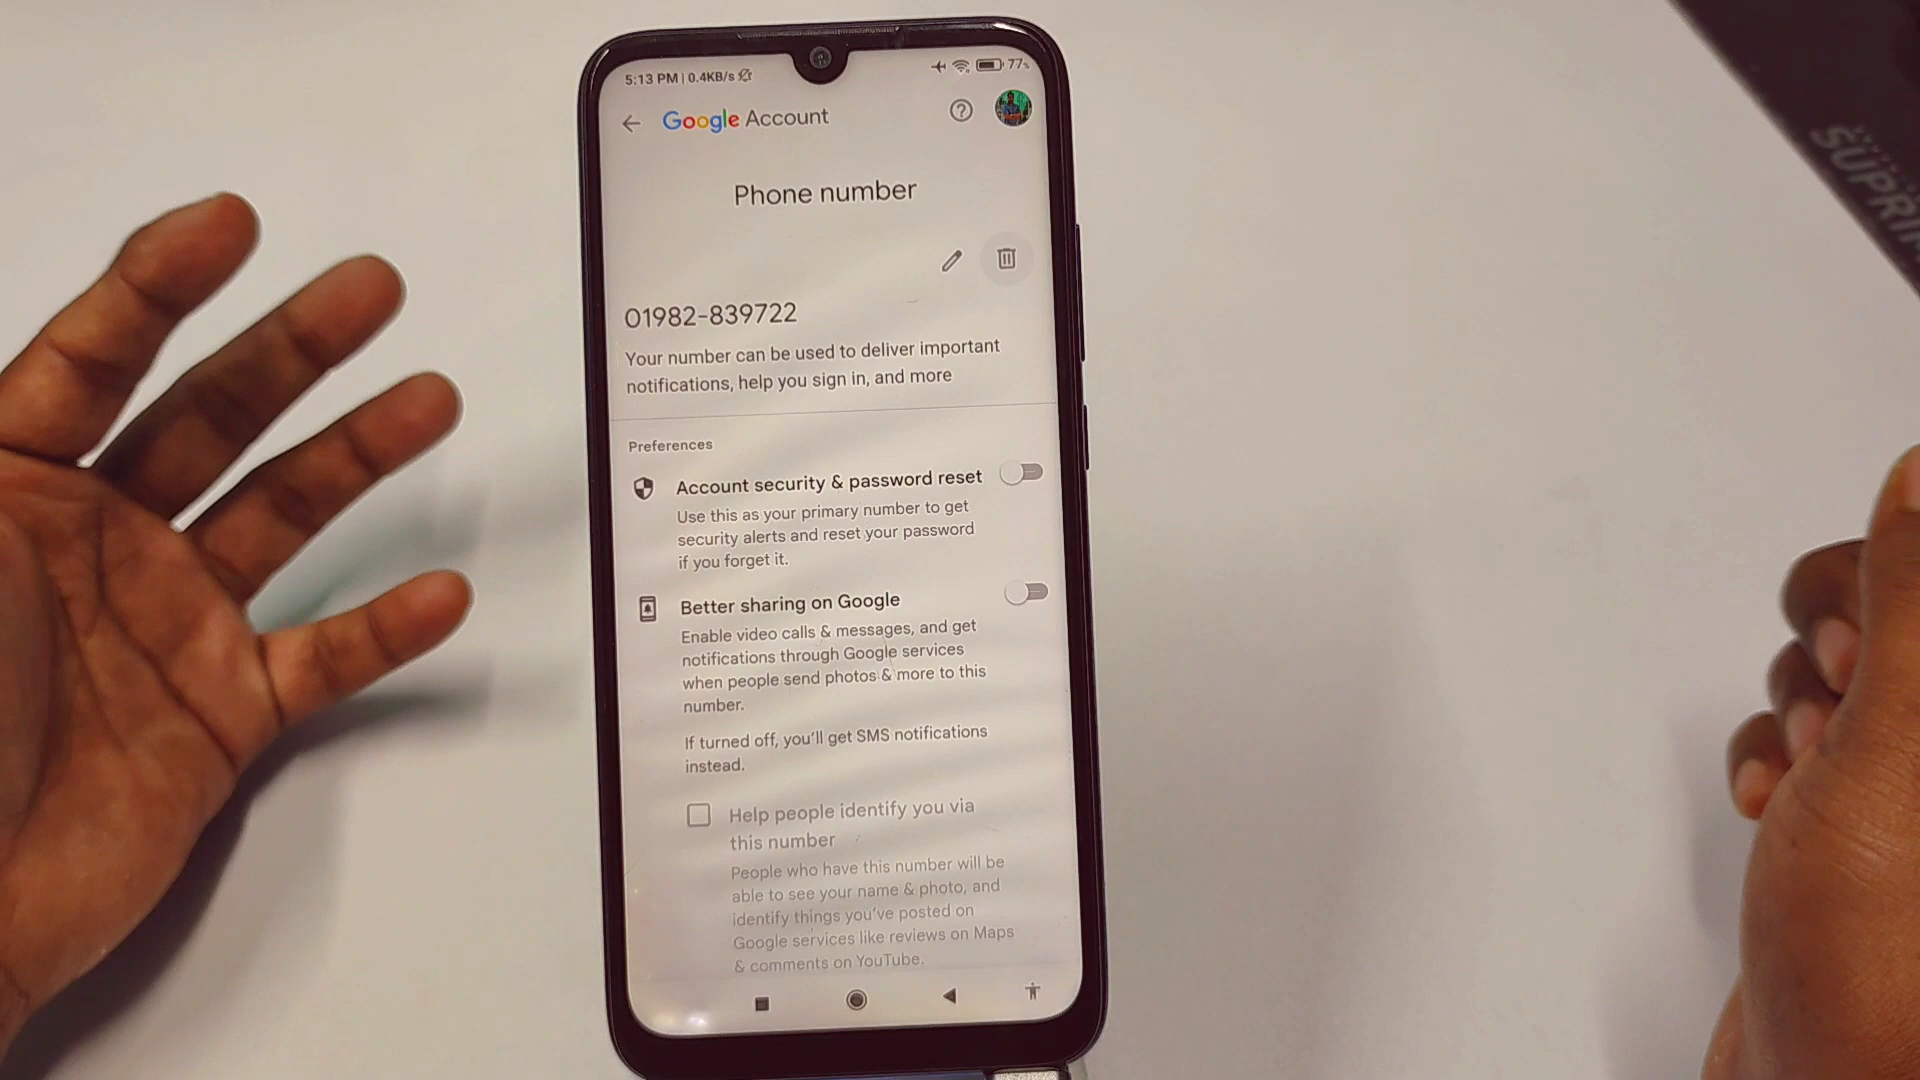 5:13 PM | 0.4KB/s
77%
Google Account
Phone number
01982-839722
Your number can be used to deliver important
notifications, help you sign in, and more
Preferences
Account security & password reset
Use this as your primary number to get
security alerts and reset your password
if you forget it.
Better sharing on Google
Enable video calls & messages, and get
notifications through Google services
when people send photos & more to this
number.
If turned off, you'll get SMS notifications
instead.
Help people identify you via
this number
People who have this number will be
able to see your name & photo, and
identify things you've posted on
Google services like reviews on Maps
& comments on YouTube.